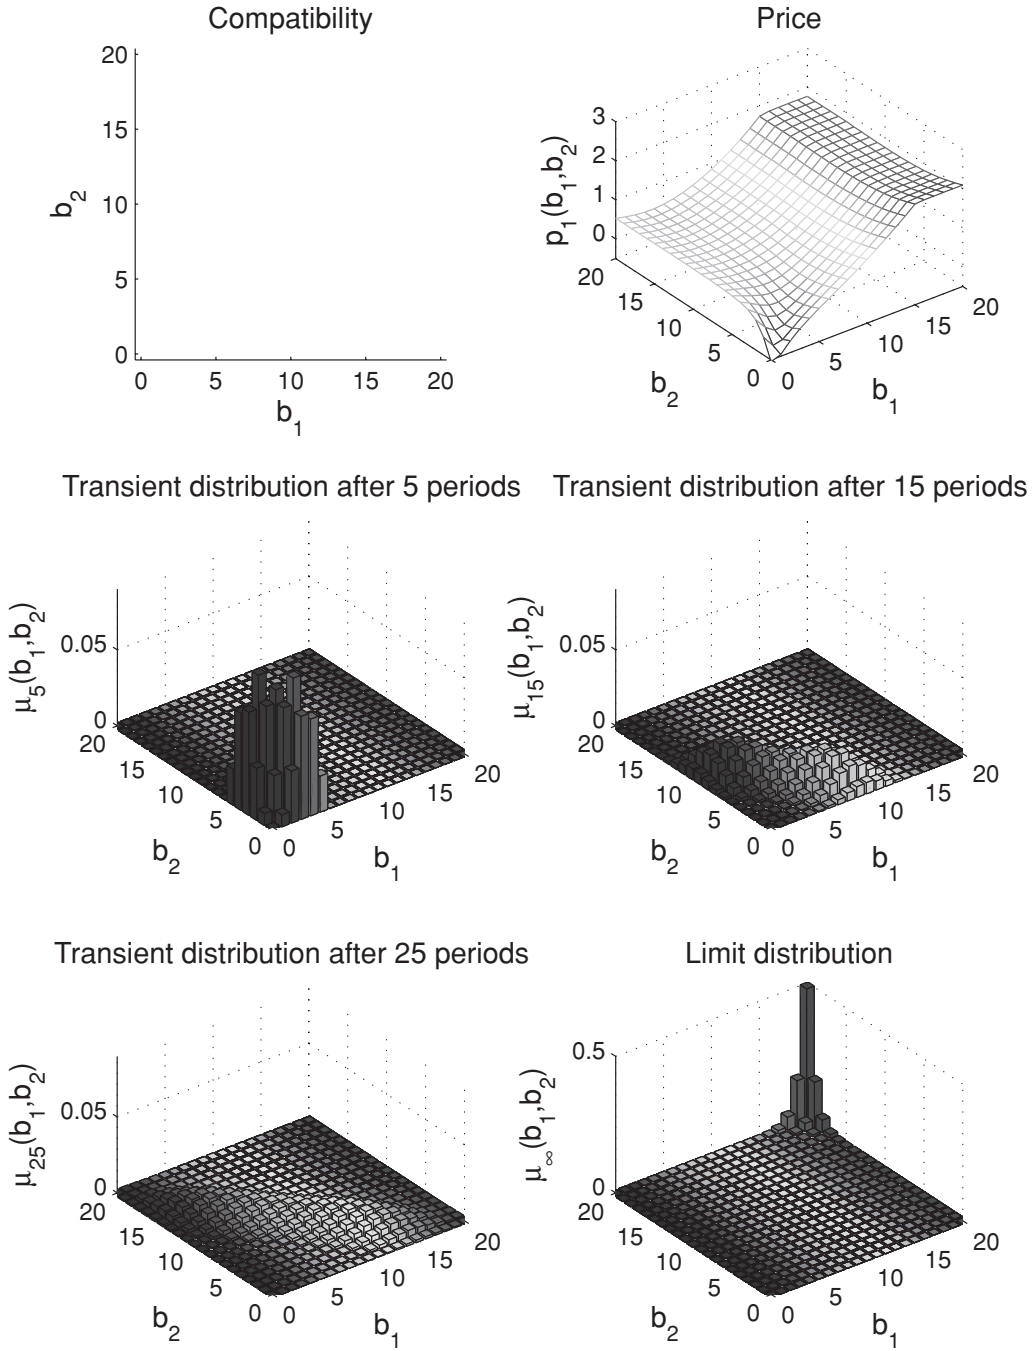 Compatibility
20
15
10
5
0
b2
0 5 10 15 20
b1
Price
3
2
1
0
p1(b1,b2)
20 15 10 5 0
b2
0 5 10 15 20
b1
Transient distribution after 5 periods
0.05
0
μ5(b1,b2)
20 15 10 5 0
b2
0 5 10 15 20
b1
Transient distribution after 15 periods
0.05
0
μ15(b1,b2)
20 15 10 5 0
b2
0 5 10 15 20
b1
Transient distribution after 25 periods
0.05
0
μ25(b1,b2)
20 15 10 5 0
b2
0 5 10 15 20
b1
Limit distribution
0.5
0
μ∞(b1,b2)
20 15 10 5 0
b2
0 5 10 15 20
b1